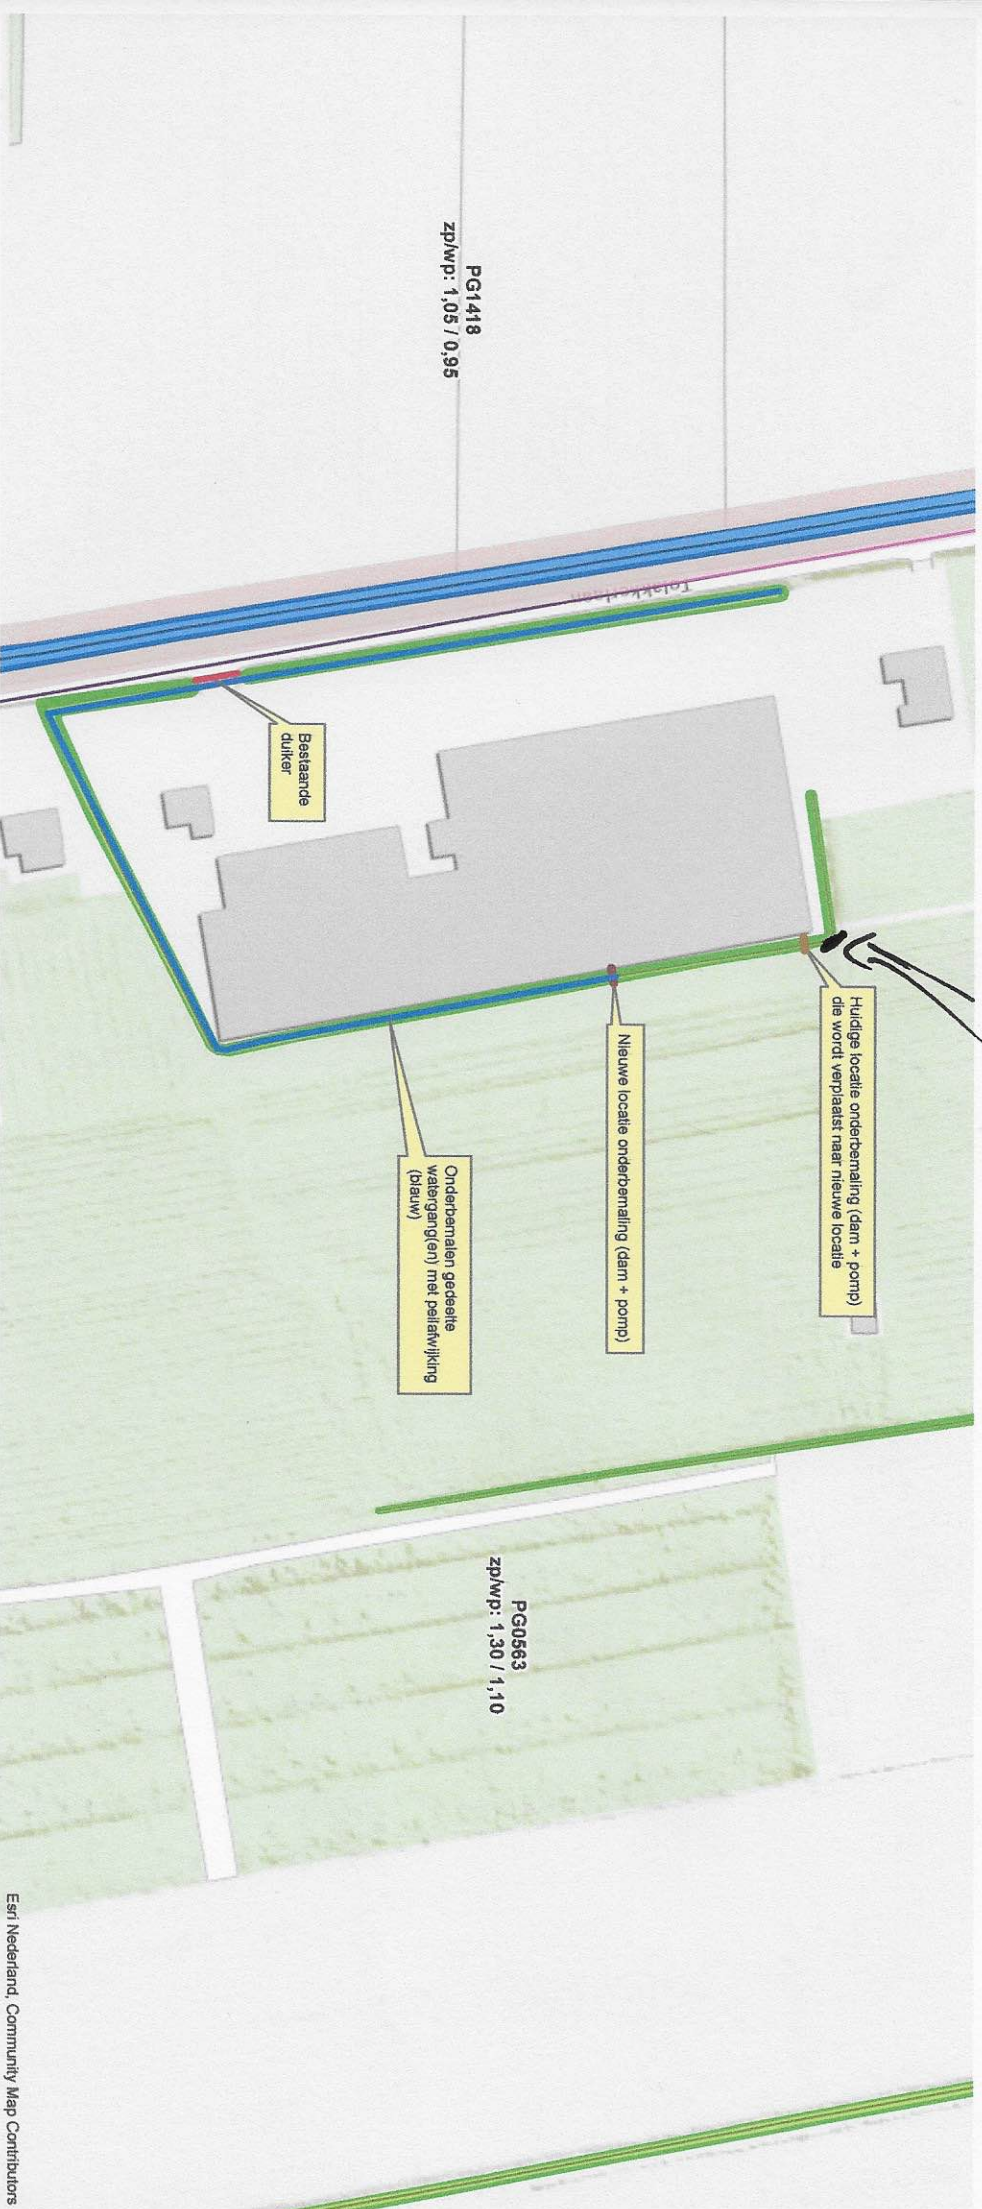 PG1418
zp/wp: 1,05 / 0,95
Tolakkerlaan
Bestaande
duiker
Huidige locatie onderbemaling (dam + pomp)
die wordt verplaatst naar nieuwe locatie
Nieuwe locatie onderbemaling (dam + pomp)
Onderbemalen gedeelte
watergang(en) met peilafwijking
(blauw)
PG0563
zp/wp: 1,30 / 1,10
Esri Nederland, Community Map Contributors